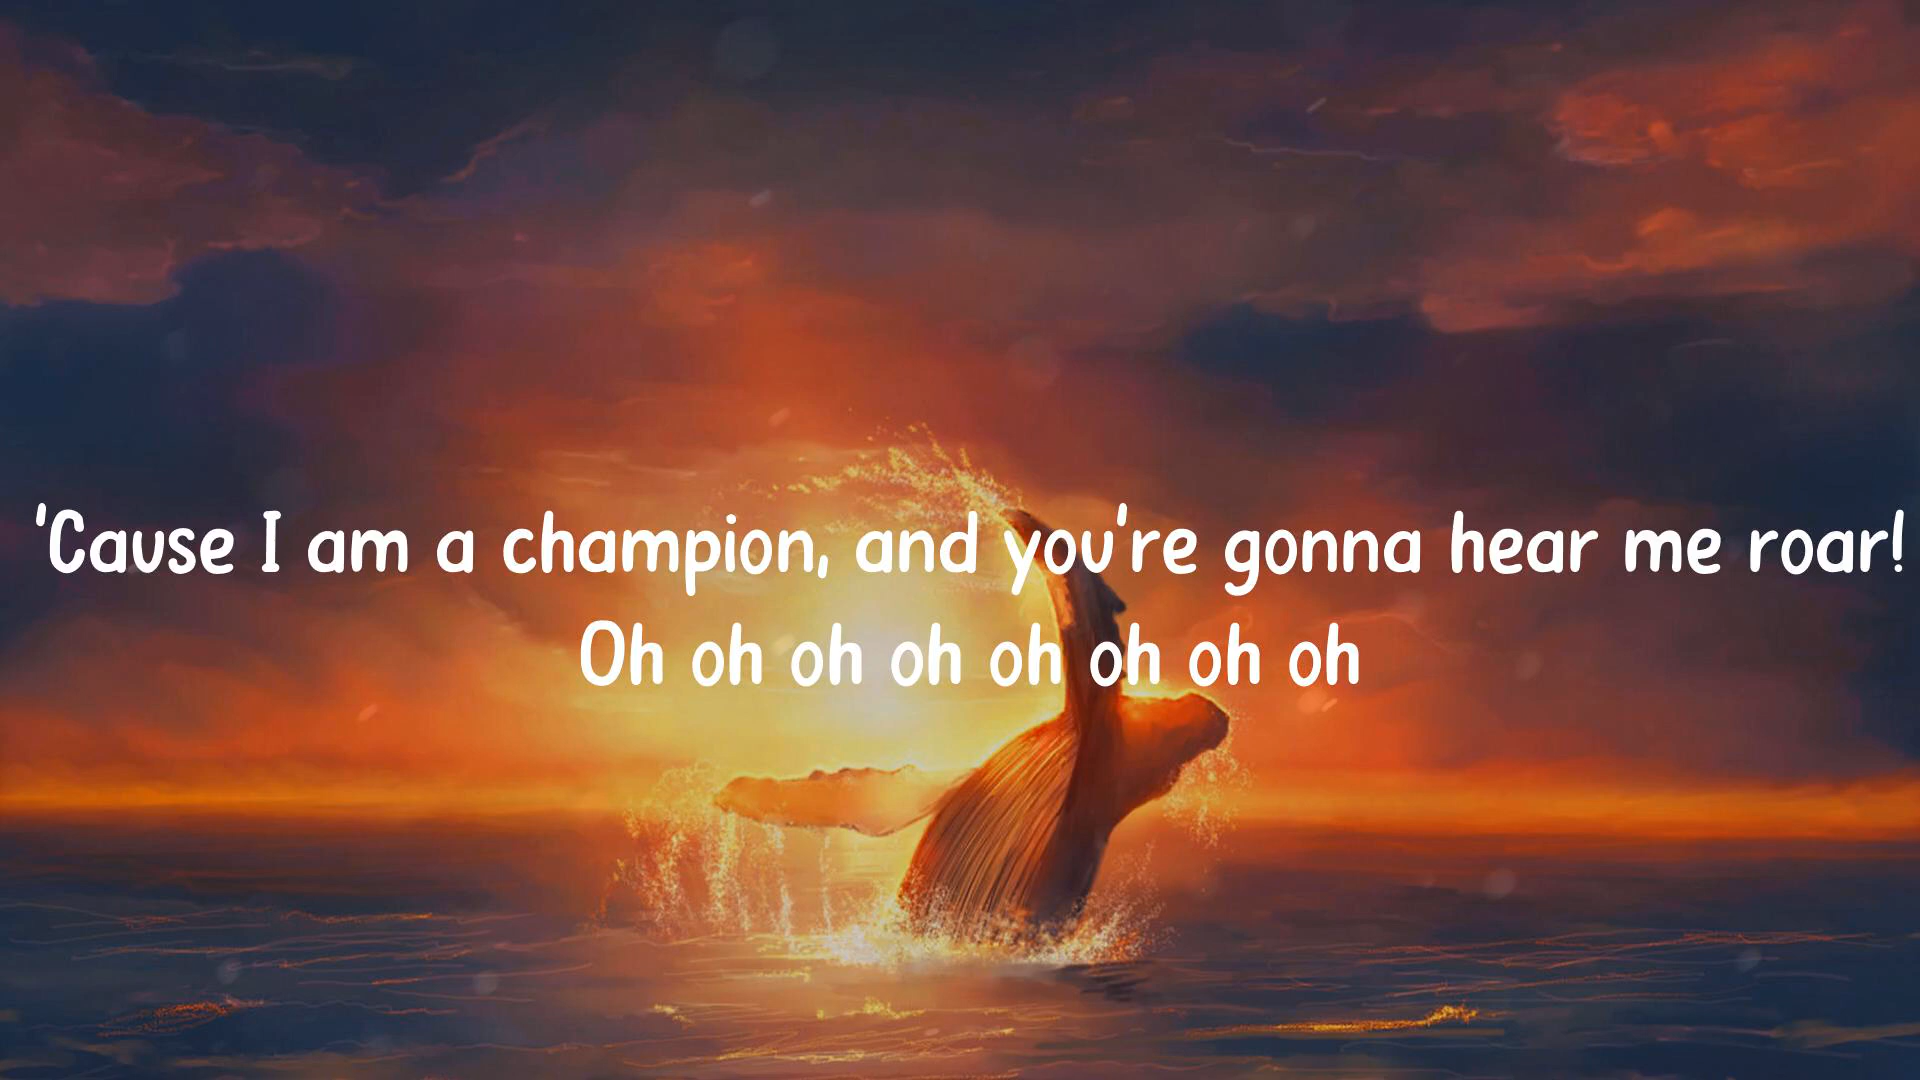 'Cause I am a champion, and you're gonna hear me roar!
Oh oh oh oh oh oh oh oh